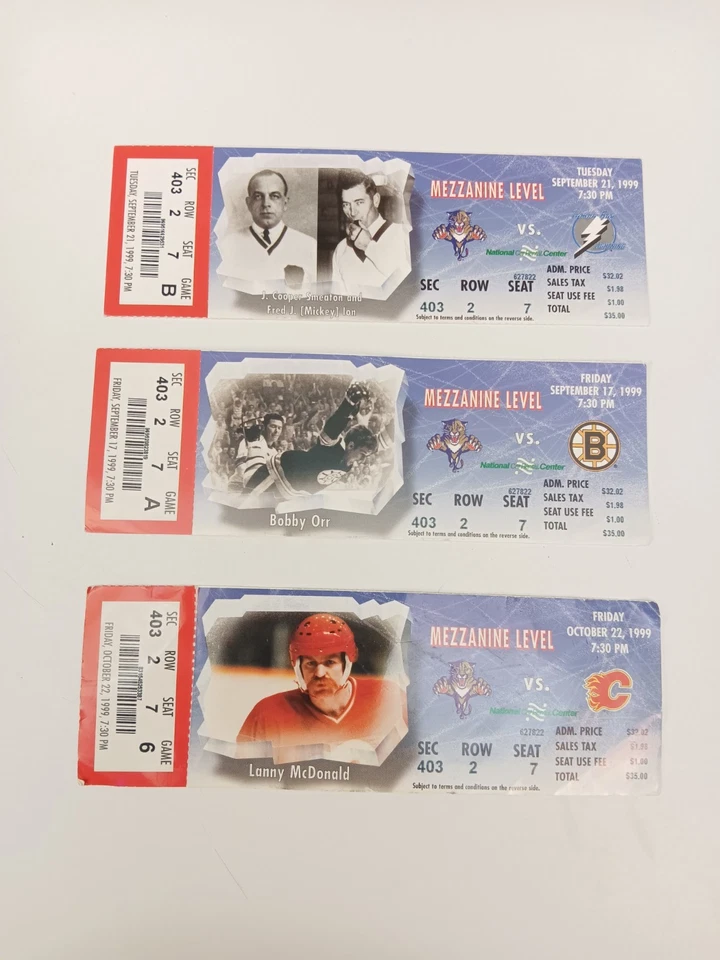 SEC ROW SEAT GAME
403 2 7 B
TUESDAY, SEPTEMBER 21, 1999, 7:30 PM
J. Cooper Smeaton and
Fred J. [Mickey] Ion
MEZZANINE LEVEL
TUESDAY
SEPTEMBER 21, 1999
7:30 PM
VS.
National Center
627822
SEC ROW SEAT
403 2 7
ADM. PRICE $32.02
SALES TAX $1.98
SEAT USE FEE $1.00
TOTAL $35.00
Subject to terms and conditions on the reverse side.
SEC ROW SEAT GAME
403 2 7 A
FRIDAY, SEPTEMBER 17, 1999, 7:30 PM
Bobby Orr
MEZZANINE LEVEL
FRIDAY
SEPTEMBER 17, 1999
7:30 PM
VS.
B
National Center
627822
SEC ROW SEAT
403 2 7
ADM. PRICE $32.02
SALES TAX $1.98
SEAT USE FEE $1.00
TOTAL $35.00
Subject to terms and conditions on the reverse side.
SEC ROW SEAT GAME
403 2 7 6
FRIDAY, OCTOBER 22, 1999, 7:30 PM
Lanny McDonald
MEZZANINE LEVEL
FRIDAY
OCTOBER 22, 1999
7:30 PM
VS.
C
National Center
627822
SEC ROW SEAT
403 2 7
ADM. PRICE $32.02
SALES TAX $1.98
SEAT USE FEE $1.00
TOTAL $35.00
Subject to terms and conditions on the reverse side.